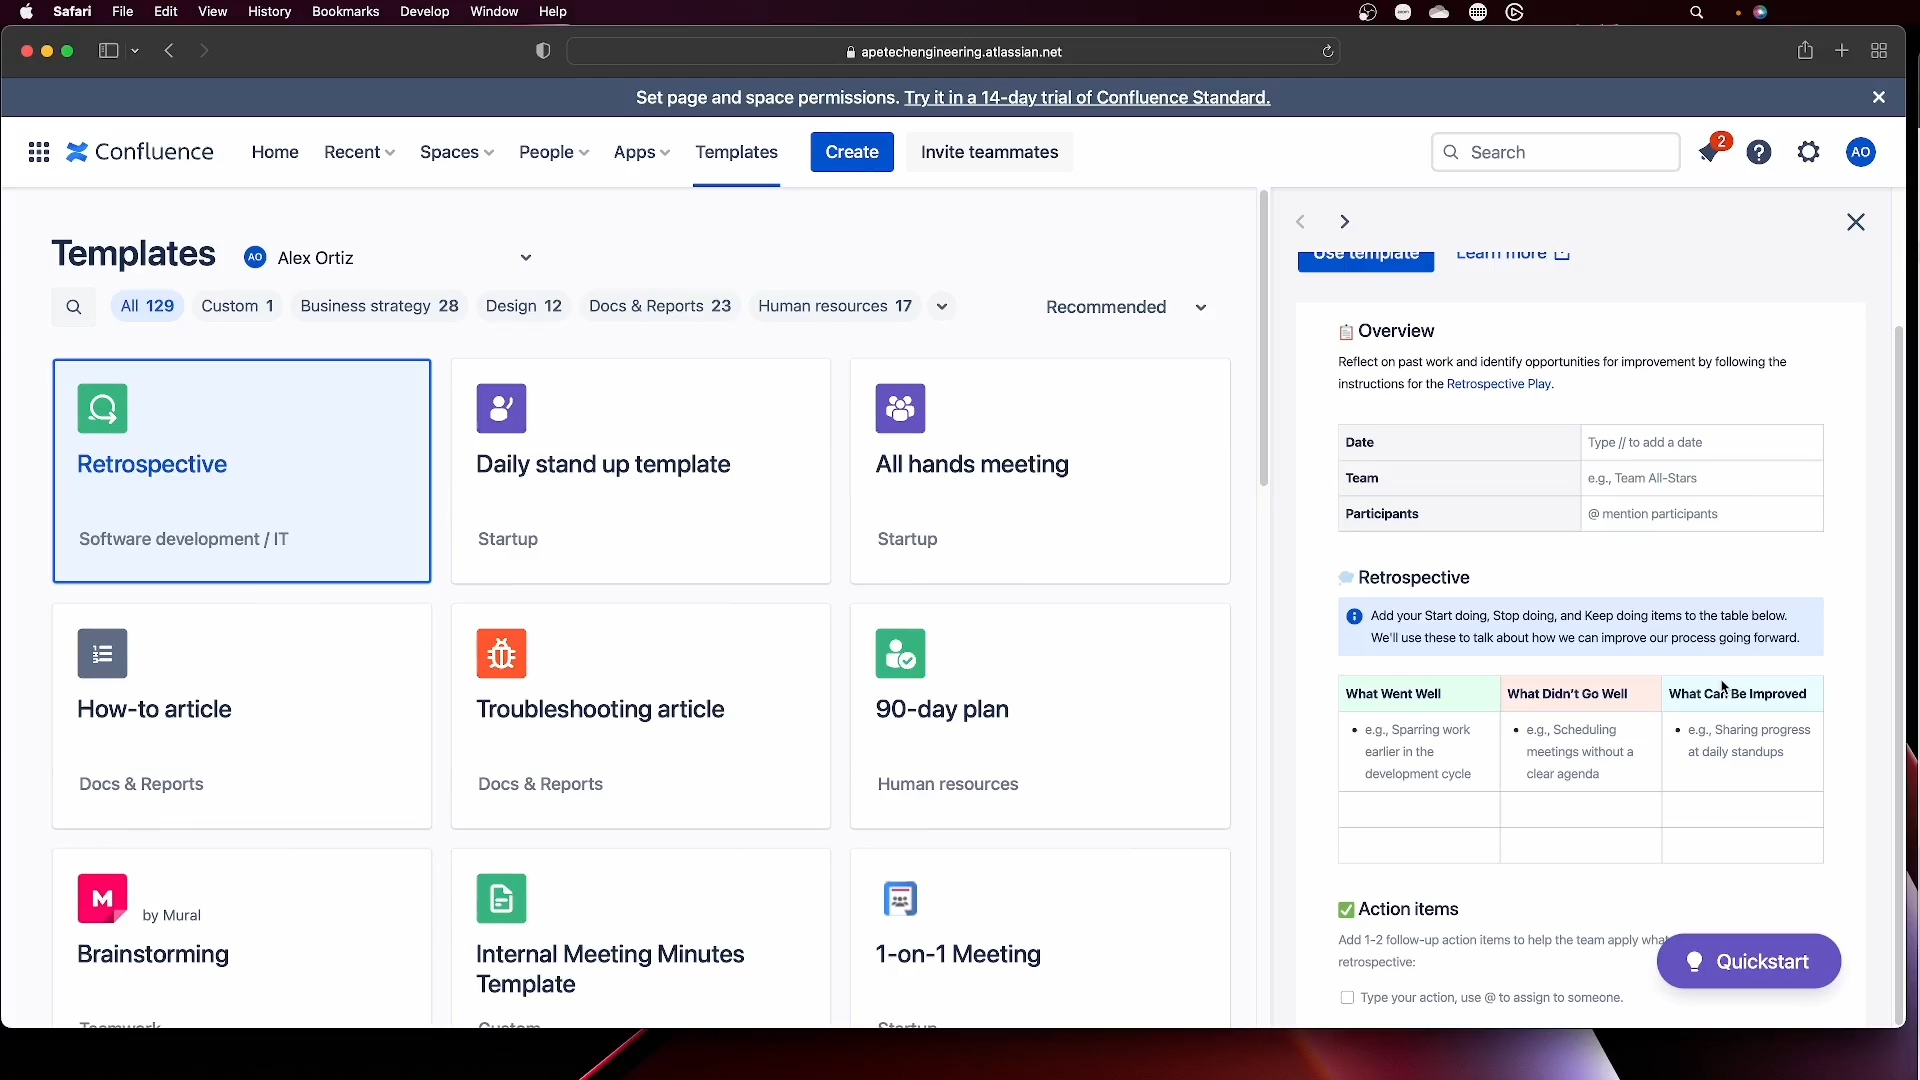 Safari File Edit View History Bookmarks Develop Window Help
apetechengineering.atlassian.net
Set page and space permissions. Try it in a 14-day trial of Confluence Standard.
Confluence Home Recent Spaces People Apps Templates Create Invite teammates Search 2 AO
Templates AO Alex Ortiz
All 129 Custom 1 Business strategy 28 Design 12 Docs & Reports 23 Human resources 17 Recommended
Retrospective
Software development / IT
Daily stand up template
Startup
All hands meeting
Startup
How-to article
Docs & Reports
Troubleshooting article
Docs & Reports
90-day plan
Human resources
M by Mural
Brainstorming
Teamwork
Internal Meeting Minutes
Template
Custom
1-on-1 Meeting
Startup
Use template Learn more
Overview
Reflect on past work and identify opportunities for improvement by following the
instructions for the Retrospective Play.
Date Type // to add a date
Team e.g., Team All-Stars
Participants @ mention participants
Retrospective
Add your Start doing, Stop doing, and Keep doing items to the table below.
We'll use these to talk about how we can improve our process going forward.
What Went Well What Didn't Go Well What Can Be Improved
• e.g., Sparring work
earlier in the
development cycle
• e.g., Scheduling
meetings without a
clear agenda
• e.g., Sharing progress
at daily standups
Action items
Add 1-2 follow-up action items to help the team apply what
retrospective:
Type your action, use @ to assign to someone.
Quickstart